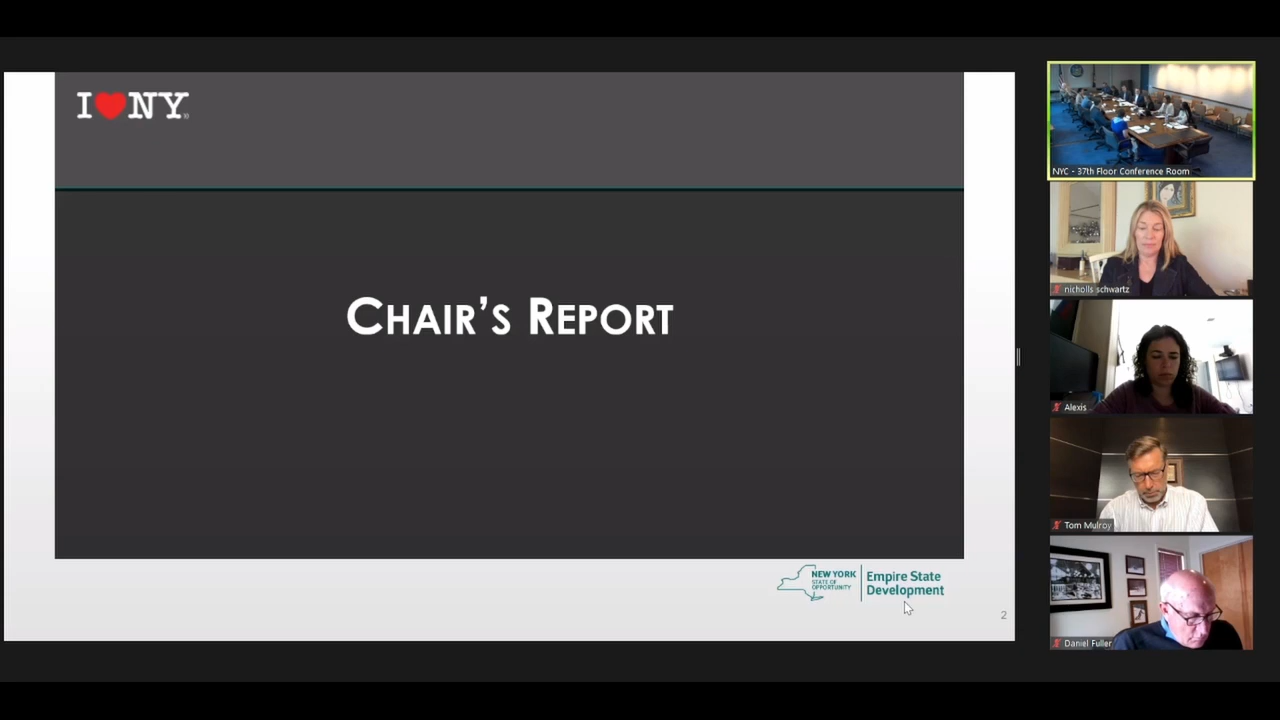 I NY
CHAIR'S REPORT
NEW YORK
STATE OF
OPPORTUNITY
Empire State
Development
2
NYC - 37th Floor Conference Room
nicholls schwartz
Alexis
Tom Mulroy
Daniel Fuller